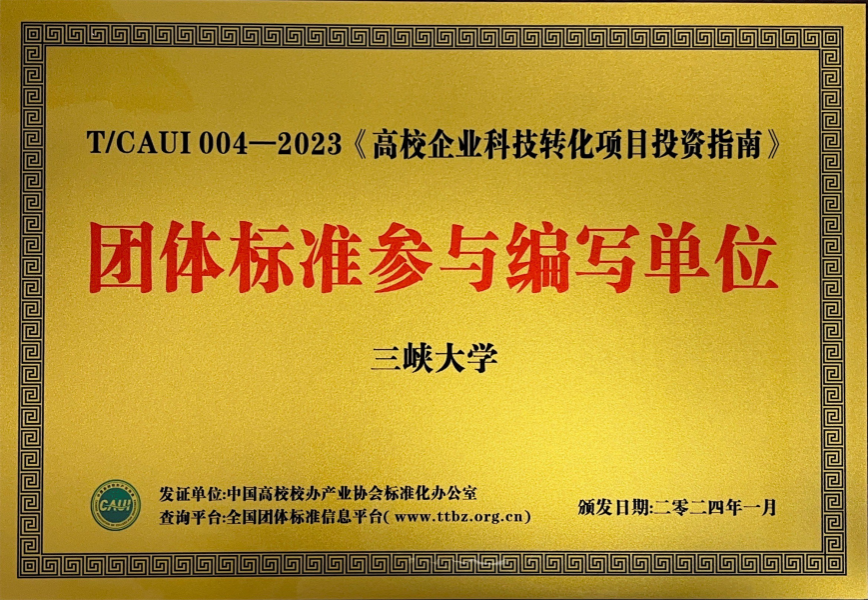 T/CAUI 004—2023《高校企业科技转化项目投资指南》
团体标准参与编写单位
三峡大学
CAUI
发证单位:中国高校校办产业协会标准化办公室
查询平台:全国团体标准信息平台( www.ttbz.org.cn)
颁发日期:二零二四年一月